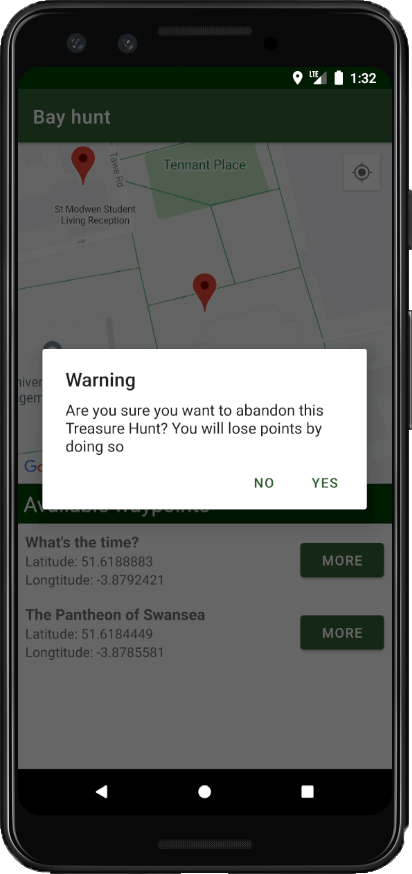 LTE 1:32
Bay hunt
Tawe Rd
Tennant Place
St Modwen Student
Living Reception
Warning
Are you sure you want to abandon this
Treasure Hunt? You will lose points by
doing so
NO YES
Available waypoints
What's the time?
Latitude: 51.6188883
Longtitude: -3.8792421
MORE
The Pantheon of Swansea
Latitude: 51.6184449
Longtitude: -3.8785581
MORE